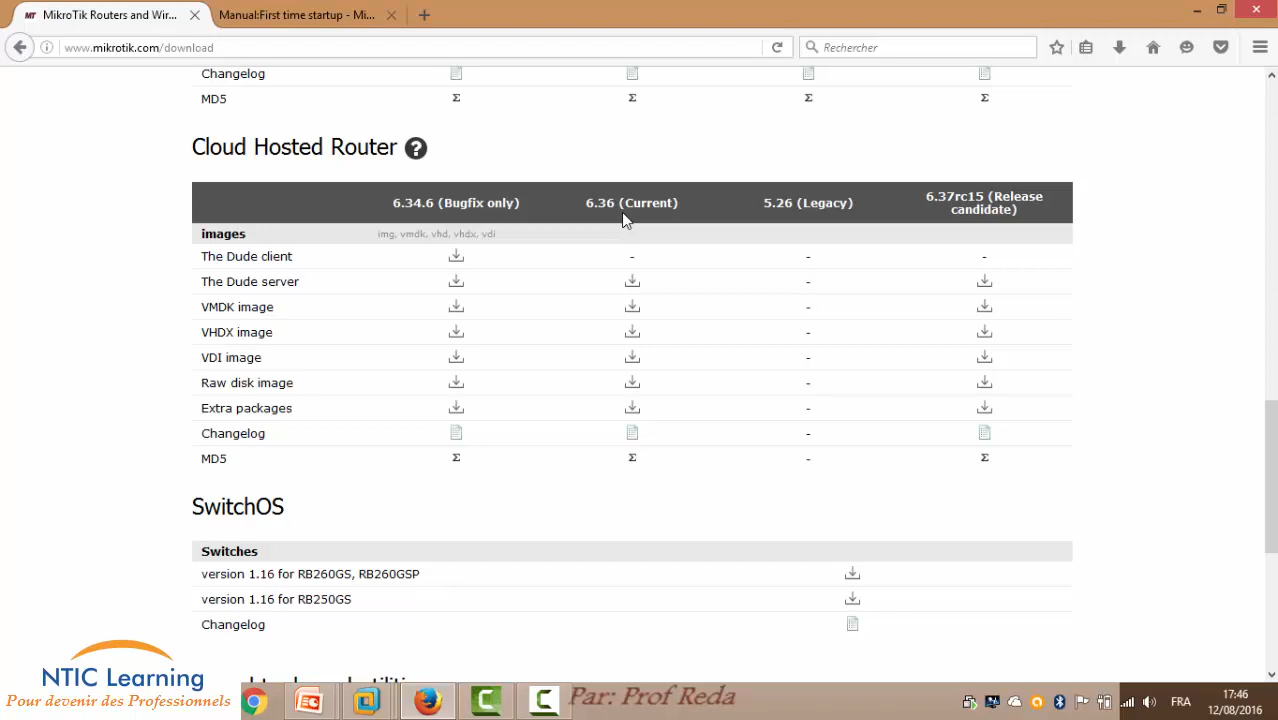 MikroTik Routers and Wir...
Manual:First time startup - Mi...
www.mikrotik.com/download
Rechercher
Changelog
MD5 Σ Σ Σ Σ
Cloud Hosted Router ?
6.34.6 (Bugfix only) 6.36 (Current) 5.26 (Legacy) 6.37rc15 (Release candidate)
images img, vmdk, vhd, vhdx, vdi
The Dude client - - -
The Dude server -
VMDK image -
VHDX image -
VDI image -
Raw disk image -
Extra packages -
Changelog -
MD5 Σ Σ - Σ
SwitchOS
Switches
version 1.16 for RB260GS, RB260GSP
version 1.16 for RB250GS
Changelog
NTIC Learning
Pour devenir des Professionnels
Par: Prof Reda
FRA
17:46
12/08/2016